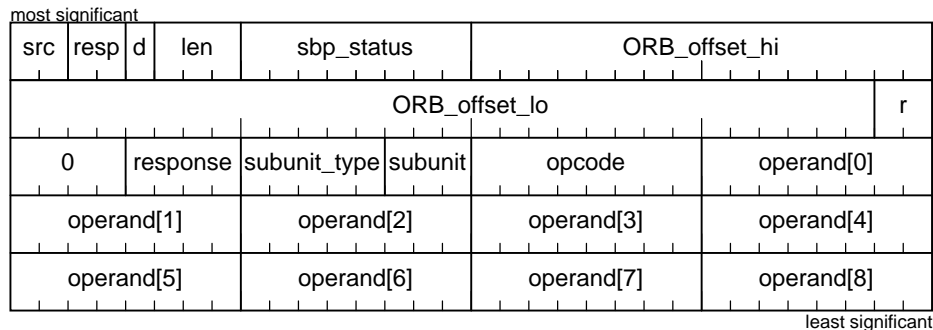 most significant
src resp d len sbp_status ORB_offset_hi
ORB_offset_lo r
0 response subunit_type subunit opcode operand[0]
operand[1] operand[2] operand[3] operand[4]
operand[5] operand[6] operand[7] operand[8]
least significant